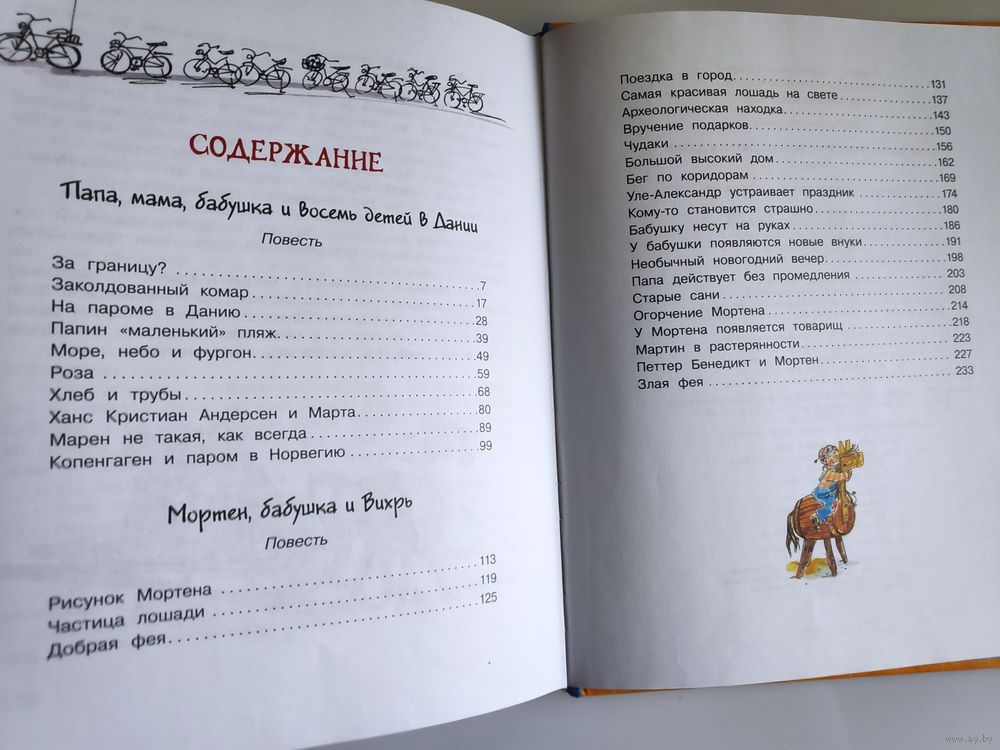 СОДЕРЖАНИЕ
Папа, мама, бабушка и восемь детей в Дании
Повесть
За границу? ........................................ 7
Заколдованный комар ........................ 17
На пароме в Данию ........................... 28
Папин «маленький» пляж .................... 39
Море, небо и фургон .......................... 49
Роза .................................................. 59
Хлеб и трубы ..................................... 68
Ханс Кристиан Андерсен и Марта ........ 80
Марен не такая, как всегда ................. 89
Копенгаген и паром в Норвегию .......... 99
Мортен, бабушка и Вихрь
Повесть
Рисунок Мортена ............................... 113
Частица лошади ................................ 119
Добрая фея ....................................... 125
Поездка в город ................................. 131
Самая красивая лошадь на свете ........ 137
Археологическая находка ................... 143
Вручение подарков ............................ 150
Чудаки .............................................. 156
Большой высокий дом ....................... 162
Бег по коридорам .............................. 169
Уле-Александр устраивает праздник .... 174
Кому-то становится страшно ............... 180
Бабушку несут на руках ...................... 186
У бабушки появляются новые внуки ..... 191
Необычный новогодний вечер ............. 198
Папа действует без промедления ........ 203
Старые сани ...................................... 208
Огорчение Мортена ........................... 214
У Мортена появляется товарищ ........... 218
Мартин в растерянности ..................... 223
Петтер Бенедикт и Мортен .................. 227
Злая фея ........................................... 233
www.ay.by